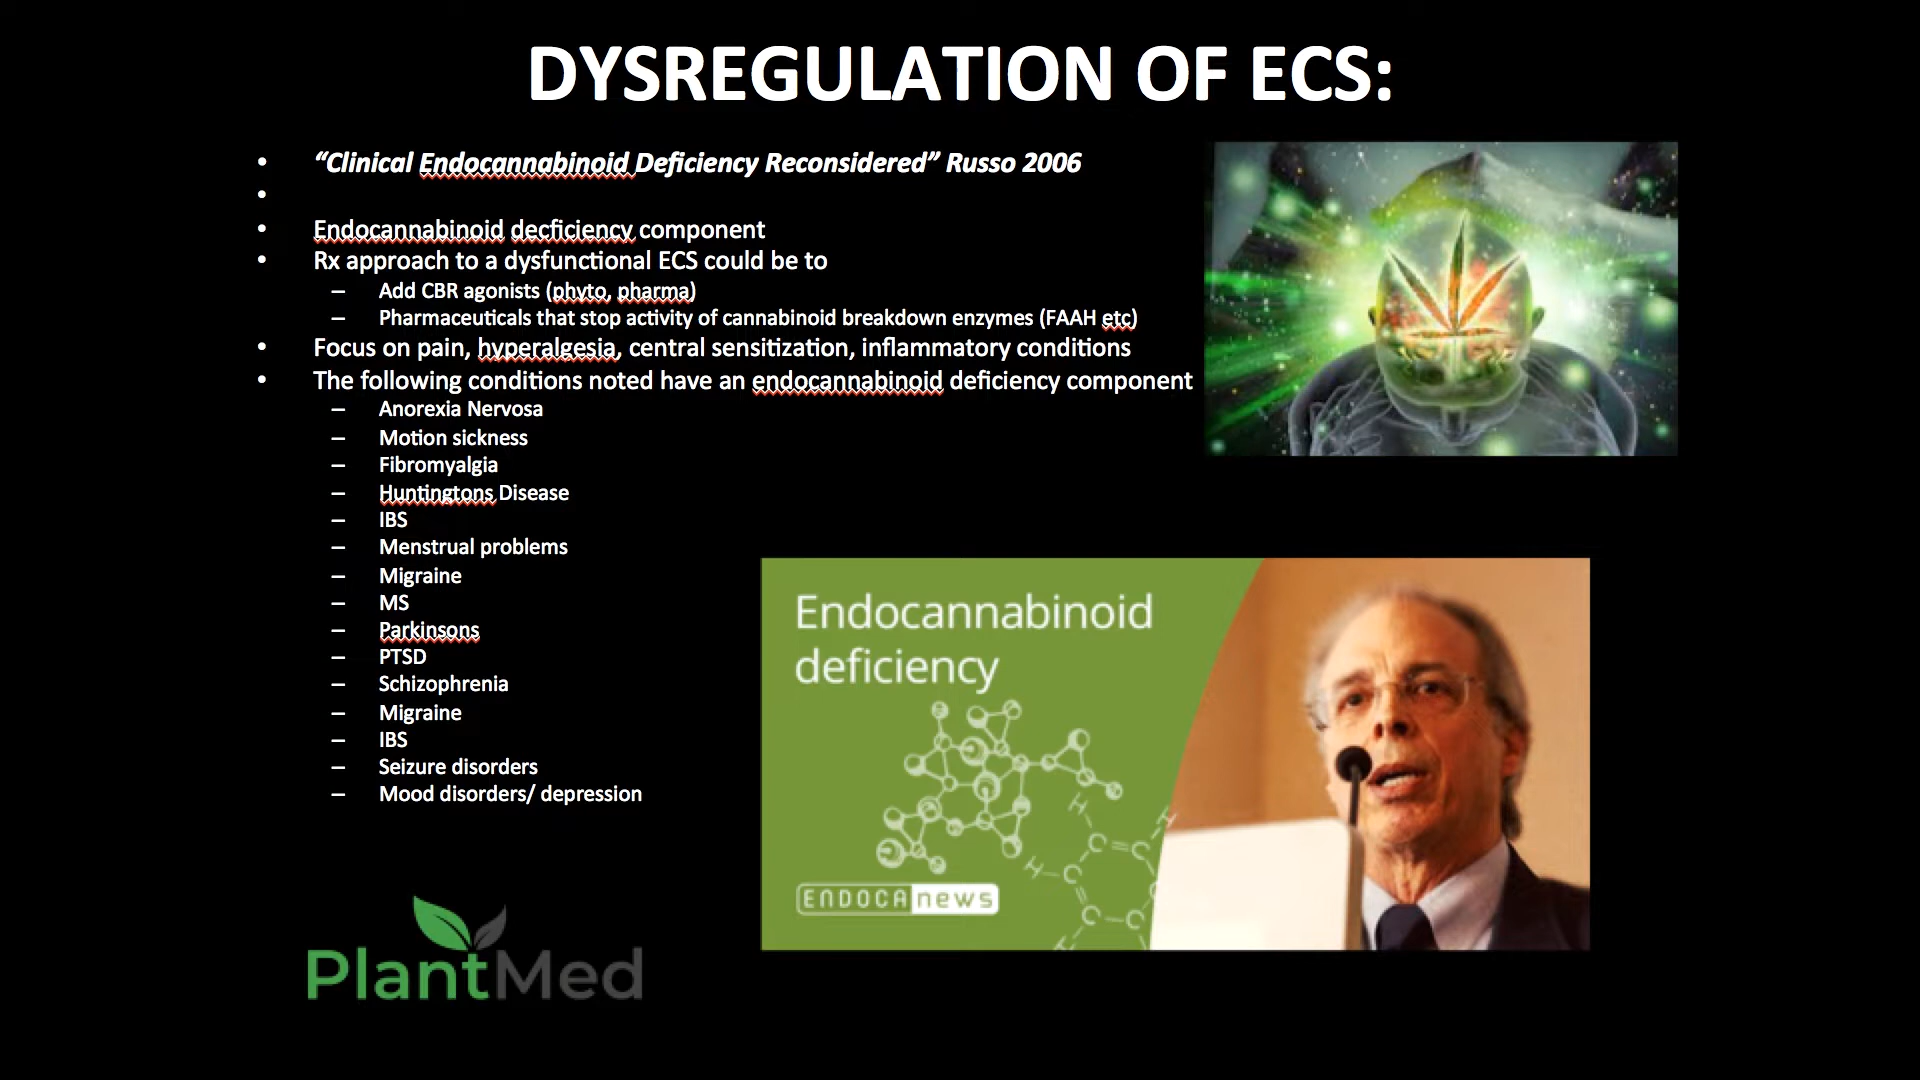 DYSREGULATION OF ECS:
• “Clinical Endocannabinoid Deficiency Reconsidered” Russo 2006
•
• Endocannabinoid decficiency component
• Rx approach to a dysfunctional ECS could be to
– Add CBR agonists (phyto, pharma)
– Pharmaceuticals that stop activity of cannabinoid breakdown enzymes (FAAH etc)
• Focus on pain, hyperalgesia, central sensitization, inflammatory conditions
• The following conditions noted have an endocannabinoid deficiency component
– Anorexia Nervosa
– Motion sickness
– Fibromyalgia
– Huntingtons Disease
– IBS
– Menstrual problems
– Migraine
– MS
– Parkinsons
– PTSD
– Schizophrenia
– Migraine
– IBS
– Seizure disorders
– Mood disorders/ depression
Endocannabinoid
deficiency
H H
H C C
C
C C
H
ENDOCA news
PlantMed